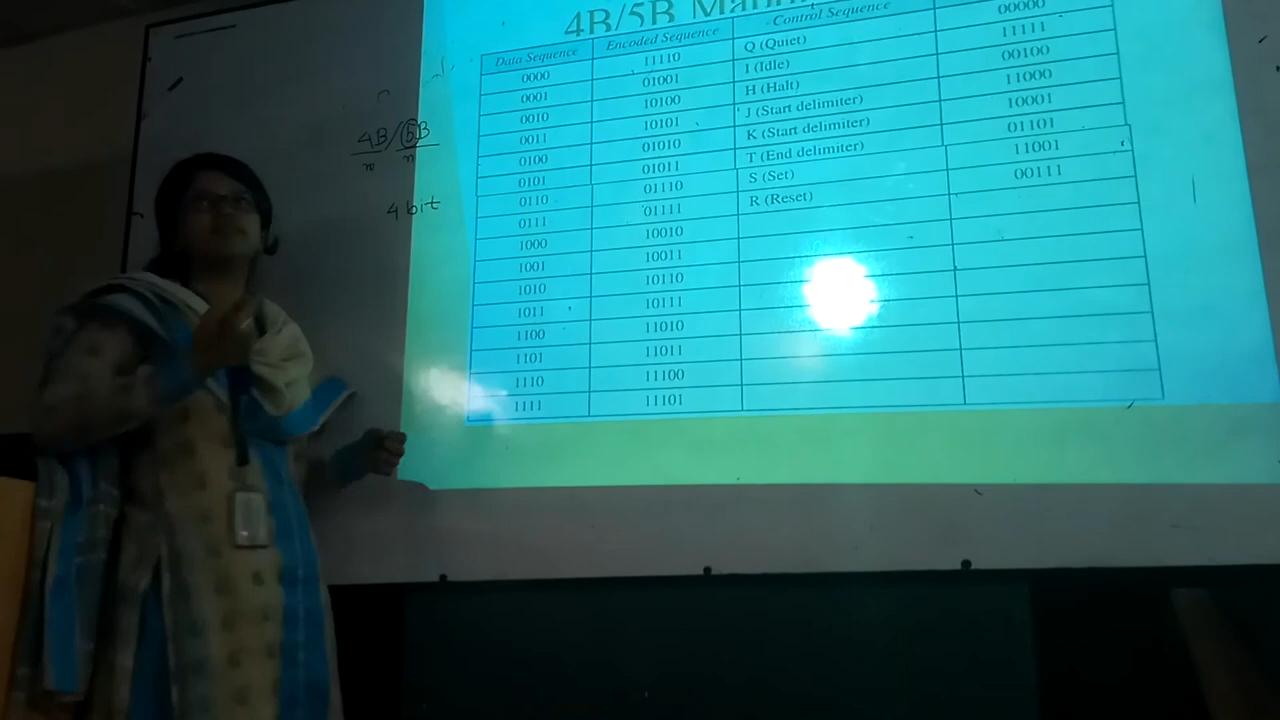 4B/5B
Data Sequence Encoded Sequence Control Sequence
0000 11110 Q (Quiet) 00000
0001 01001 I (Idle) 11111
0010 10100 H (Halt) 00100
0011 10101 J (Start delimiter) 11000
0100 01010 K (Start delimiter) 10001
0101 01011 T (End delimiter) 01101
0110 01110 S (Set) 11001
0111 01111 R (Reset) 00111
1000 10010
1001 10011
1010 10110
1011 10111
1100 11010
1101 11011
1110 11100
1111 11101
4B/5B
4 bit